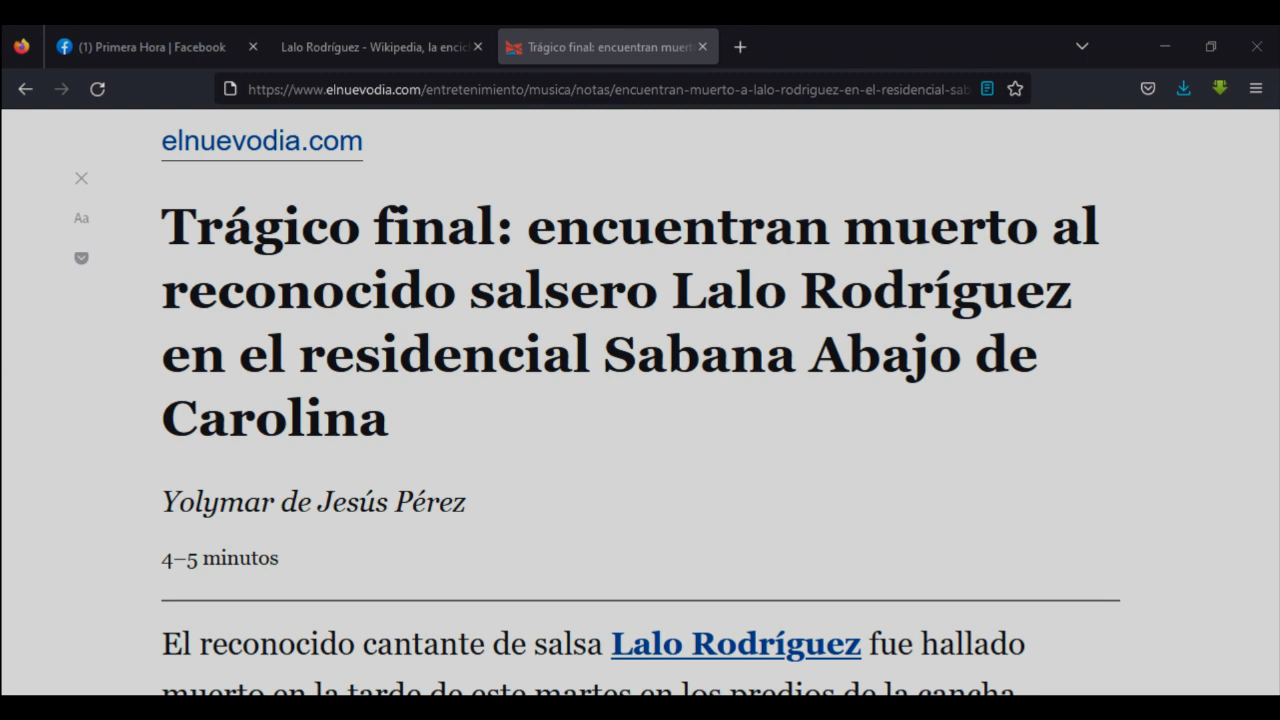 (1) Primera Hora | Facebook
Lalo Rodríguez - Wikipedia, la encic
Trágico final: encuentran muert
https://www.elnuevodia.com/entretenimiento/musica/notas/encuentran-muerto-a-lalo-rodriguez-en-el-residencial-sab
elnuevodia.com
Aa
Trágico final: encuentran muerto al
reconocido salsero Lalo Rodríguez
en el residencial Sabana Abajo de
Carolina
Yolymar de Jesús Pérez
4–5 minutos
El reconocido cantante de salsa Lalo Rodríguez fue hallado
muerto en la tarde de este martes en los predios de la cancha